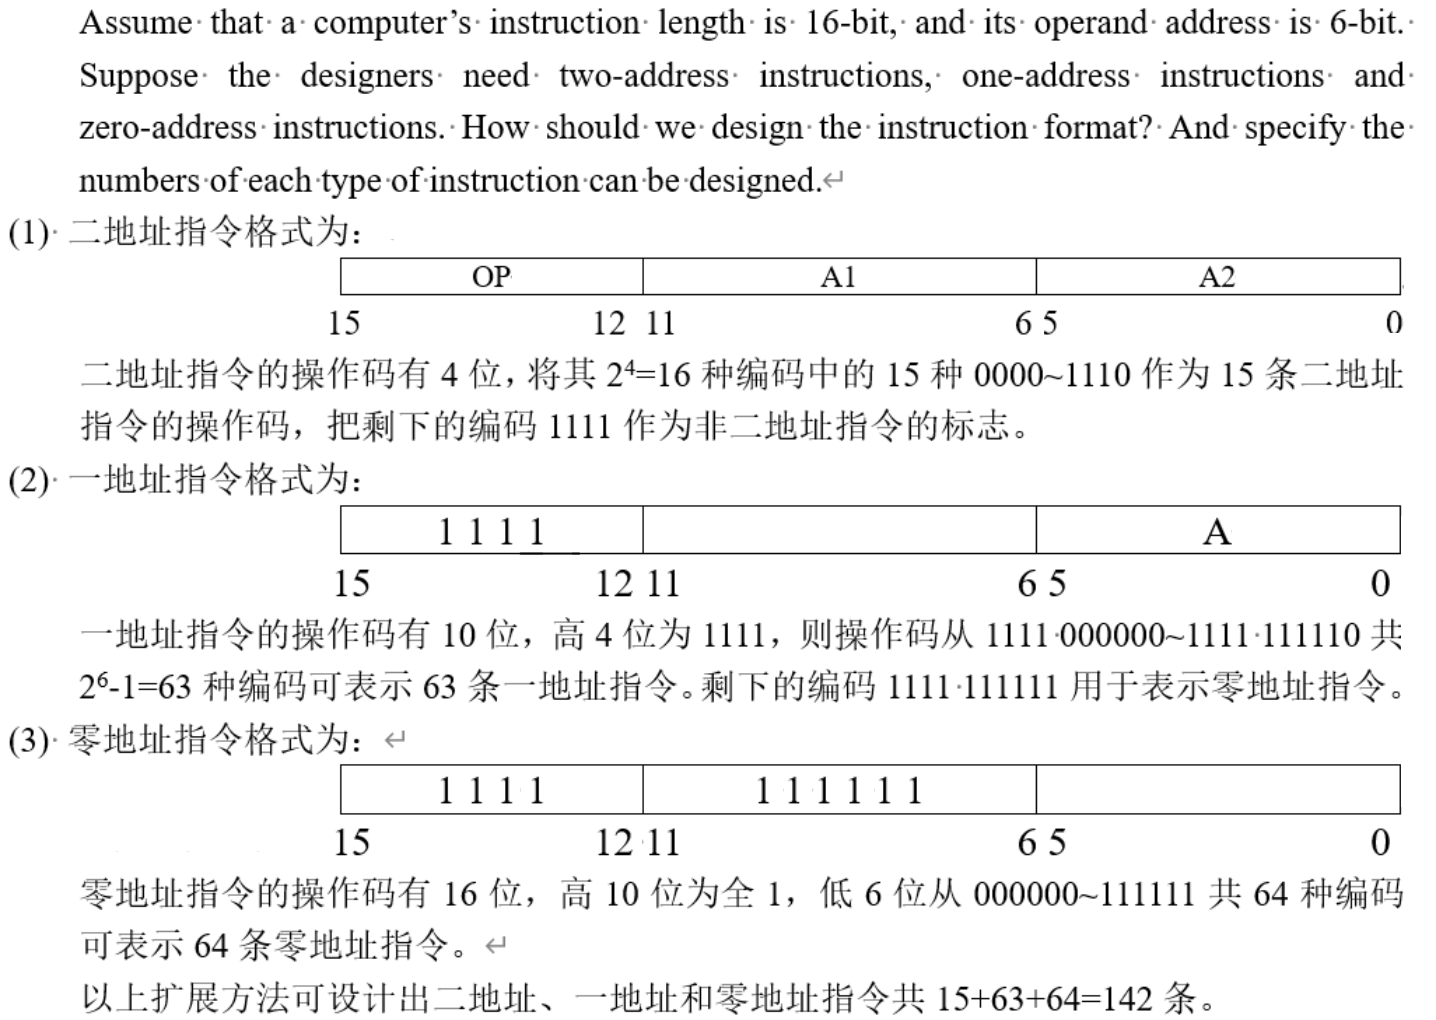 Assume that a computer's instruction length is 16-bit, and its operand address is 6-bit.
Suppose the designers need two-address instructions, one-address instructions and
zero-address instructions. How should we design the instruction format? And specify the
numbers of each type of instruction can be designed.↵
(1) 二地址指令格式为：
OP A1 A2
15 12 11 6 5 0
二地址指令的操作码有 4 位，将其 2⁴=16 种编码中的 15 种 0000~1110 作为 15 条二地址
指令的操作码，把剩下的编码 1111 作为非二地址指令的标志。
(2) 一地址指令格式为：
1 1 1 1 A
15 12 11 6 5 0
一地址指令的操作码有 10 位，高 4 位为 1111，则操作码从 1111 000000~1111 111110 共
2⁶-1=63 种编码可表示 63 条一地址指令。剩下的编码 1111 111111 用于表示零地址指令。
(3) 零地址指令格式为：↵
1 1 1 1 1 1 1 1 1 1
15 12 11 6 5 0
零地址指令的操作码有 16 位，高 10 位为全 1，低 6 位从 000000~111111 共 64 种编码
可表示 64 条零地址指令。↵
以上扩展方法可设计出二地址、一地址和零地址指令共 15+63+64=142 条。